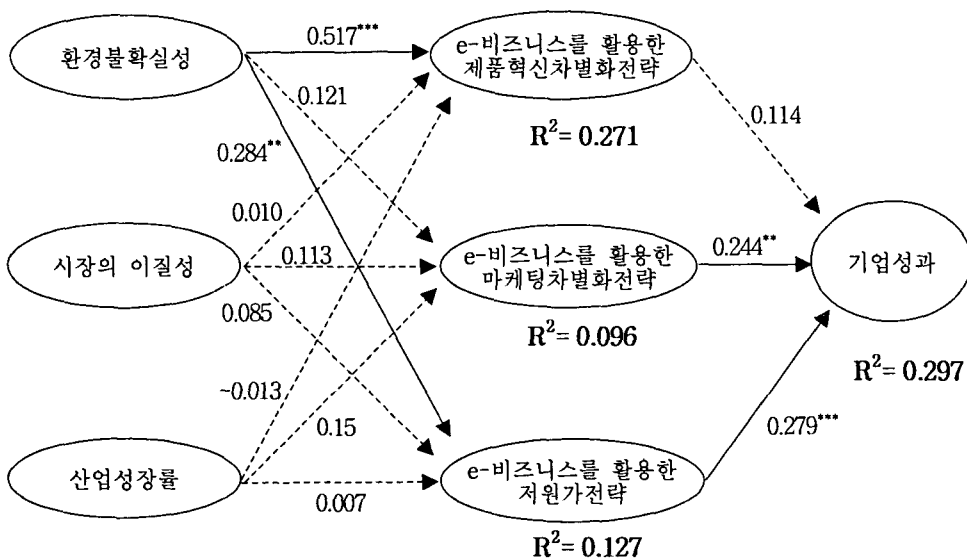 환경불확실성
0.517***
e-비즈니스를 활용한
제품혁신차별화전략
R²= 0.271
0.121
0.114
0.284**
0.010
시장의 이질성
0.113
e-비즈니스를 활용한
마케팅차별화전략
R²= 0.096
0.244**
기업성과
R²= 0.297
0.085
-0.013
0.15
0.279***
산업성장률
0.007
e-비즈니스를 활용한
저원가전략
R²= 0.127